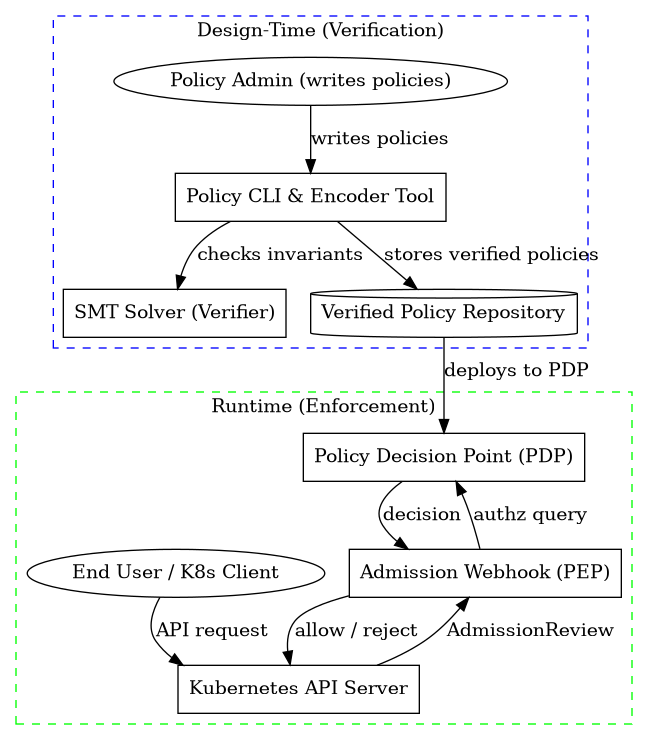 Design-Time (Verification)
Policy Admin (writes policies)
writes policies
Policy CLI & Encoder Tool
checks invariants
stores verified policies
SMT Solver (Verifier)
Verified Policy Repository
deploys to PDP
Runtime (Enforcement)
Policy Decision Point (PDP)
decision
authz query
End User / K8s Client
Admission Webhook (PEP)
API request
allow / reject
AdmissionReview
Kubernetes API Server